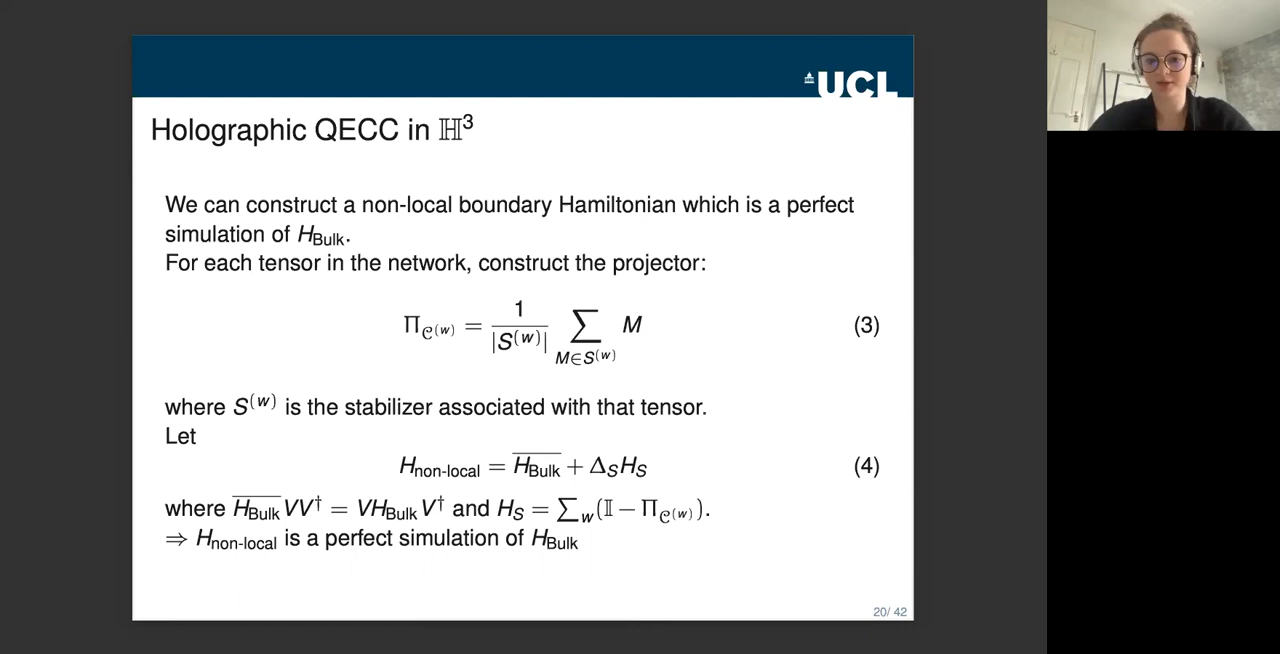 UCL
Holographic QECC in ℍ³
We can construct a non-local boundary Hamiltonian which is a perfect
simulation of H_Bulk.
For each tensor in the network, construct the projector:
Π_𝒞^(w) = 1/|S^(w)| ∑_{M∈S^(w)} M (3)
where S^(w) is the stabilizer associated with that tensor.
Let
H_non-local = \overline{H_Bulk} + Δ_S H_S (4)
where \overline{H_Bulk} VV† = VH_Bulk V† and H_S = ∑_w(𝕀 − Π_𝒞^(w)).
⇒ H_non-local is a perfect simulation of H_Bulk
20/ 42